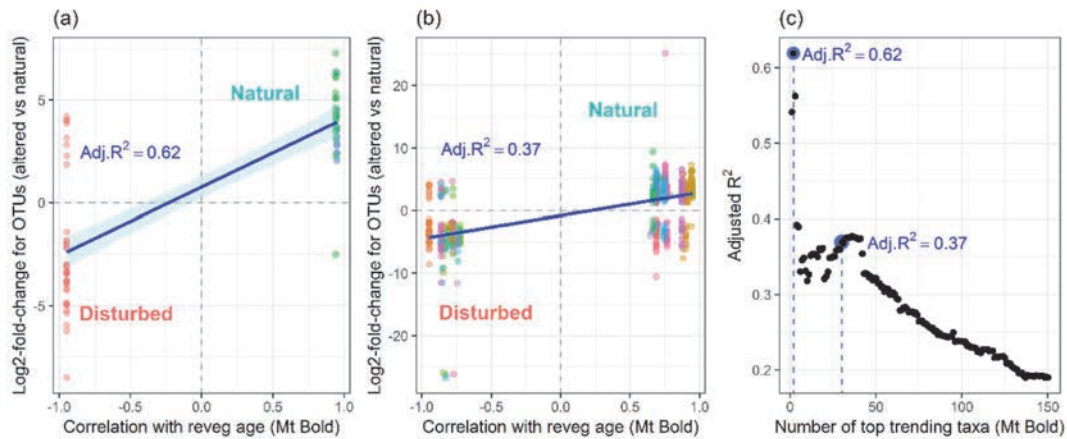 (a)
Log2-fold-change for OTUs (altered vs natural)
5
0
-5
Natural
Adj.R² = 0.62
Disturbed
-1.0 -0.5 0.0 0.5 1.0
Correlation with reveg age (Mt Bold)
(b)
Log2-fold-change for OTUs (altered vs natural)
20
10
0
-10
-20
Natural
Adj.R² = 0.37
Disturbed
-1.0 -0.5 0.0 0.5 1.0
Correlation with reveg age (Mt Bold)
(c)
Adjusted R²
0.6
0.5
0.4
0.3
0.2
Adj.R² = 0.62
Adj.R² = 0.37
0 50 100 150
Number of top trending taxa (Mt Bold)